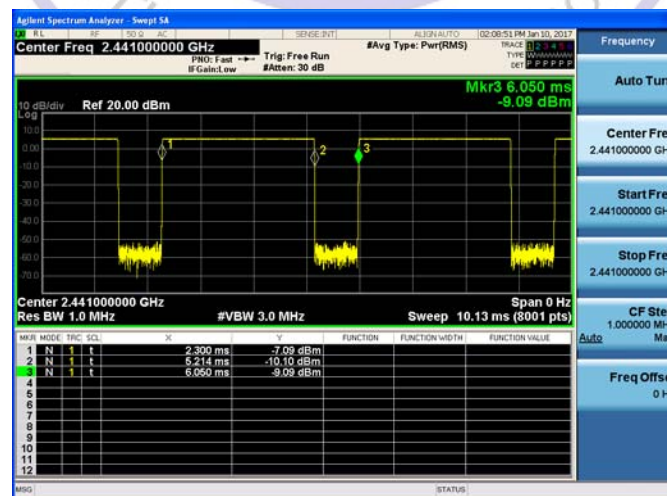 Agilent Spectrum Analyzer - Swept SA
RL RF 50 Ω AC SENSE:INT ALIGN AUTO 02:08:51 PM Jan 10, 2017
Center Freq 2.441000000 GHz
PNO: Fast
IFGain:Low
Trig: Free Run
#Atten: 30 dB
#Avg Type: Pwr(RMS)
TRACE 1 2 3 4 5 6
TYPE
DET P P P P P P
Mkr3 6.050 ms
-9.09 dBm
10 dB/div Ref 20.00 dBm
Log
10.0
0.00
-10.0
-20.0
-30.0
-40.0
-50.0
-60.0
-70.0
1
2
3
Center 2.441000000 GHz
Span 0 Hz
Res BW 1.0 MHz #VBW 3.0 MHz Sweep 10.13 ms (8001 pts)
MKR MODE TRC SCL X Y FUNCTION FUNCTION WIDTH FUNCTION VALUE
1 N 1 t 2.300 ms -7.09 dBm
2 N 1 t 5.214 ms -10.10 dBm
3 N 1 t 6.050 ms -9.09 dBm
4
5
6
7
8
9
10
11
12
MSG STATUS
Frequency
Auto Tun
Center Fre
2.441000000 GH
Start Fre
2.441000000 GH
Stop Fre
2.441000000 GH
CF Ste
1.000000 MH
Auto Ma
Freq Offse
0 H